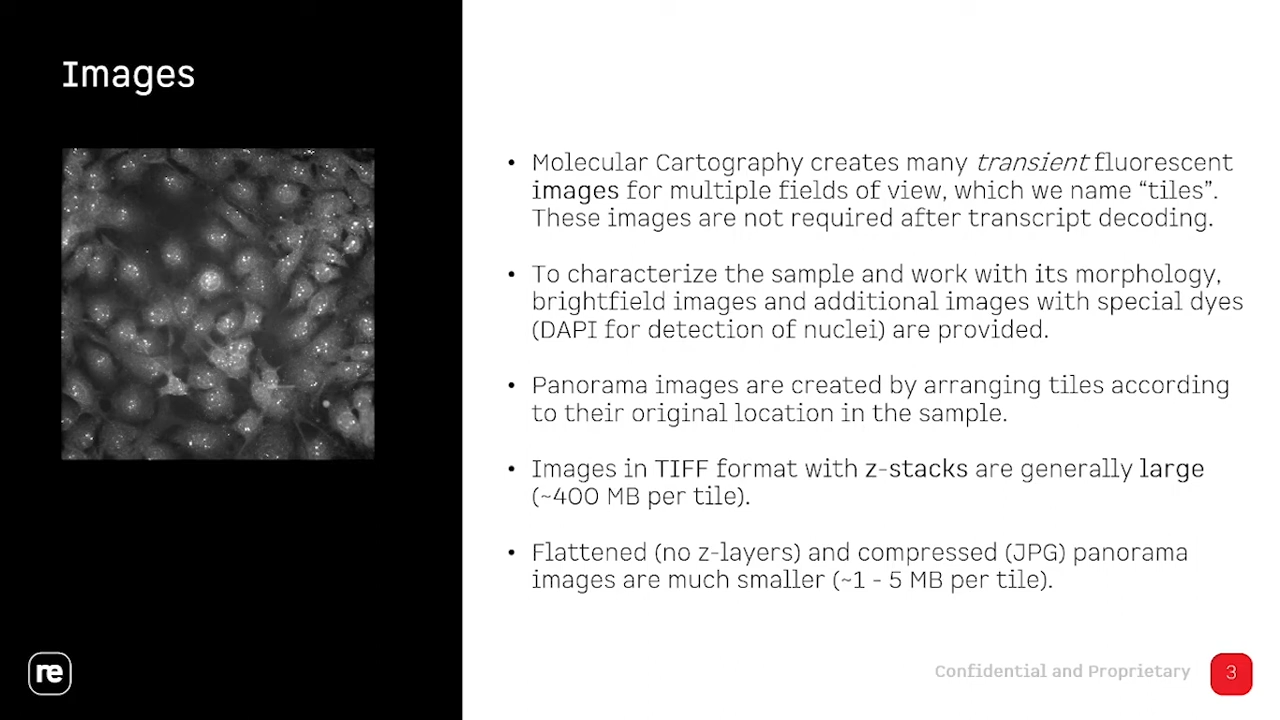 Images
• Molecular Cartography creates many transient fluorescent
images for multiple fields of view, which we name “tiles”.
These images are not required after transcript decoding.
• To characterize the sample and work with its morphology,
brightfield images and additional images with special dyes
(DAPI for detection of nuclei) are provided.
• Panorama images are created by arranging tiles according
to their original location in the sample.
• Images in TIFF format with z-stacks are generally large
(~400 MB per tile).
• Flattened (no z-layers) and compressed (JPG) panorama
images are much smaller (~1 - 5 MB per tile).
re
Confidential and Proprietary
3